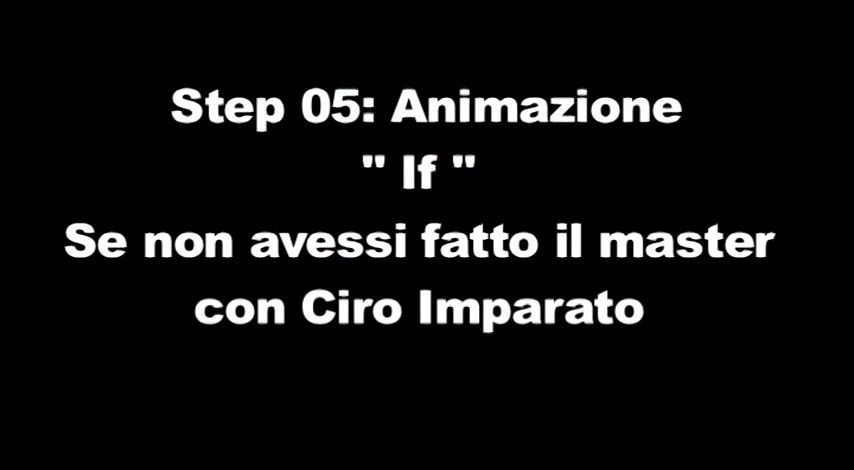 Step 05: Animazione
" If "
Se non avessi fatto il master
con Ciro Imparato